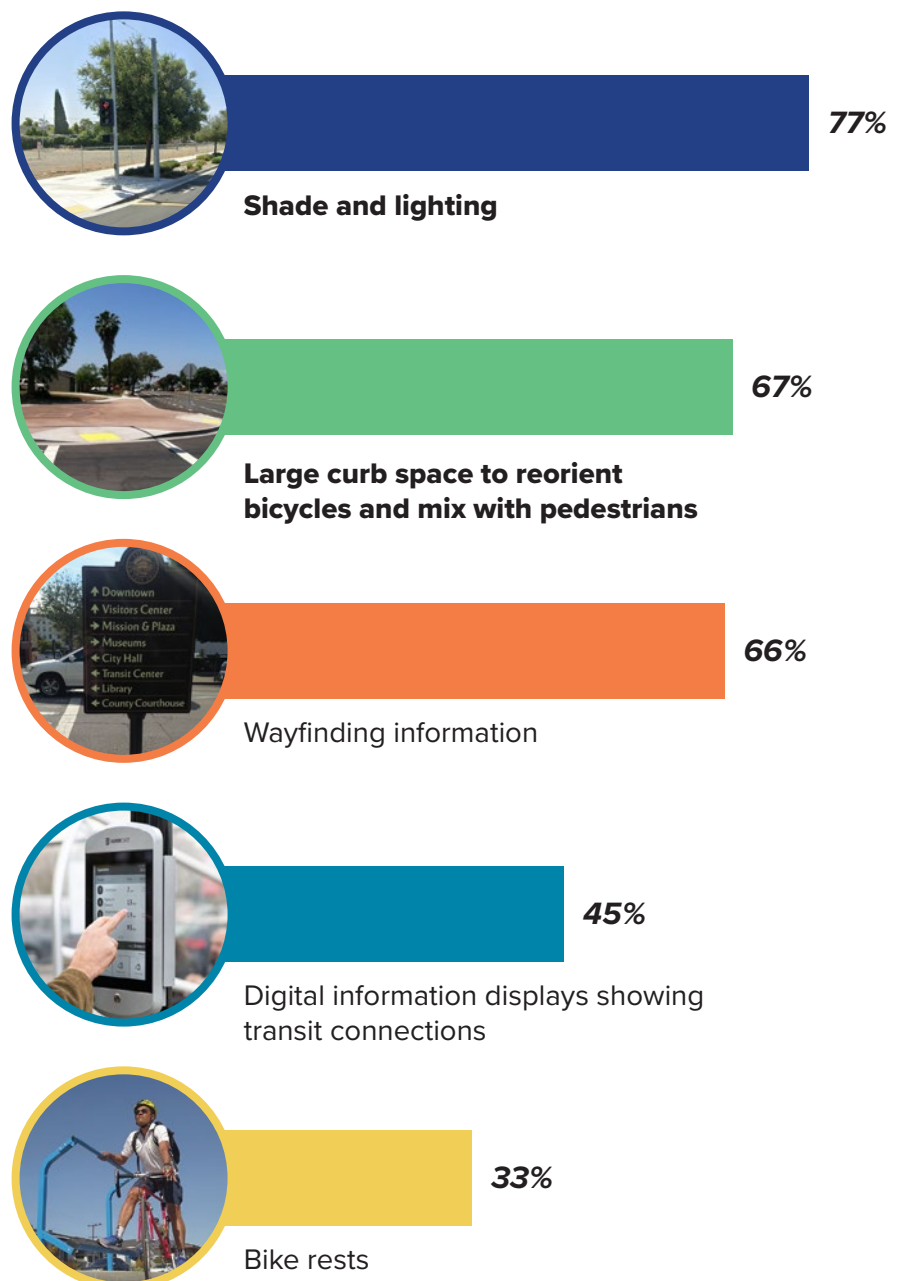 77%
Shade and lighting
67%
Large curb space to reorient
bicycles and mix with pedestrians
↑ Downtown
↑ Visitors Center
→ Mission & Plaza
→ Museums
← City Hall
← Transit Center
← Library
← County Courthouse
66%
Wayfinding information
45%
Digital information displays showing
transit connections
33%
Bike rests